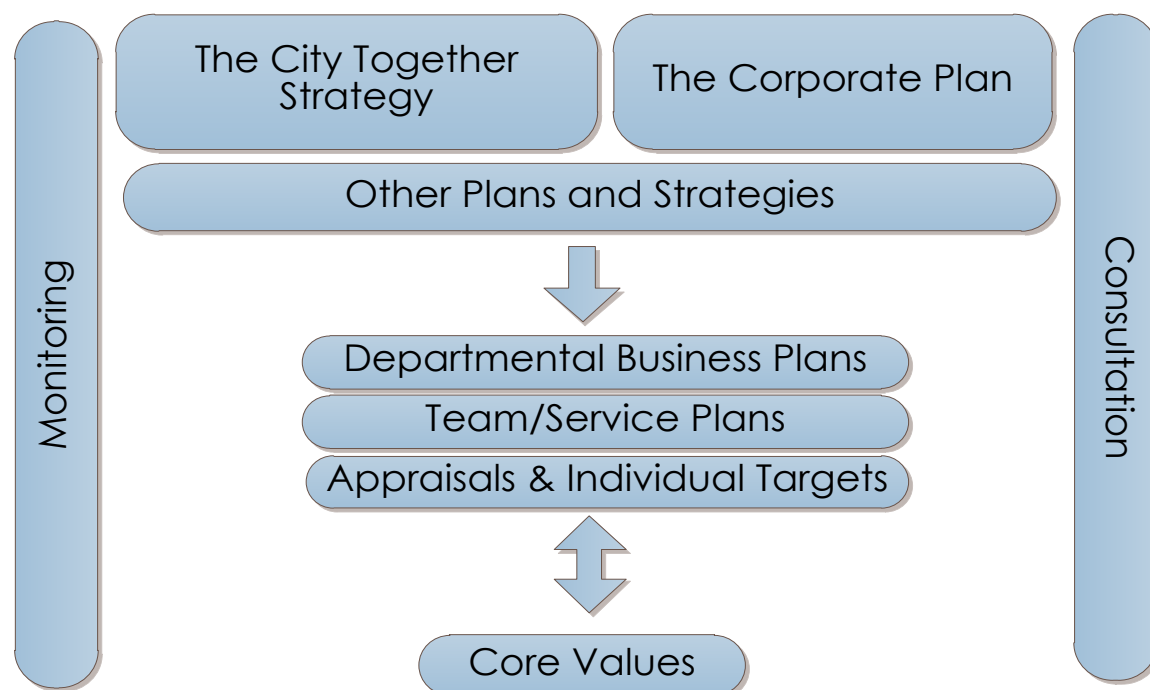 Monitoring
The City Together
Strategy
The Corporate Plan
Other Plans and Strategies
Departmental Business Plans
Team/Service Plans
Appraisals & Individual Targets
Core Values
Consultation